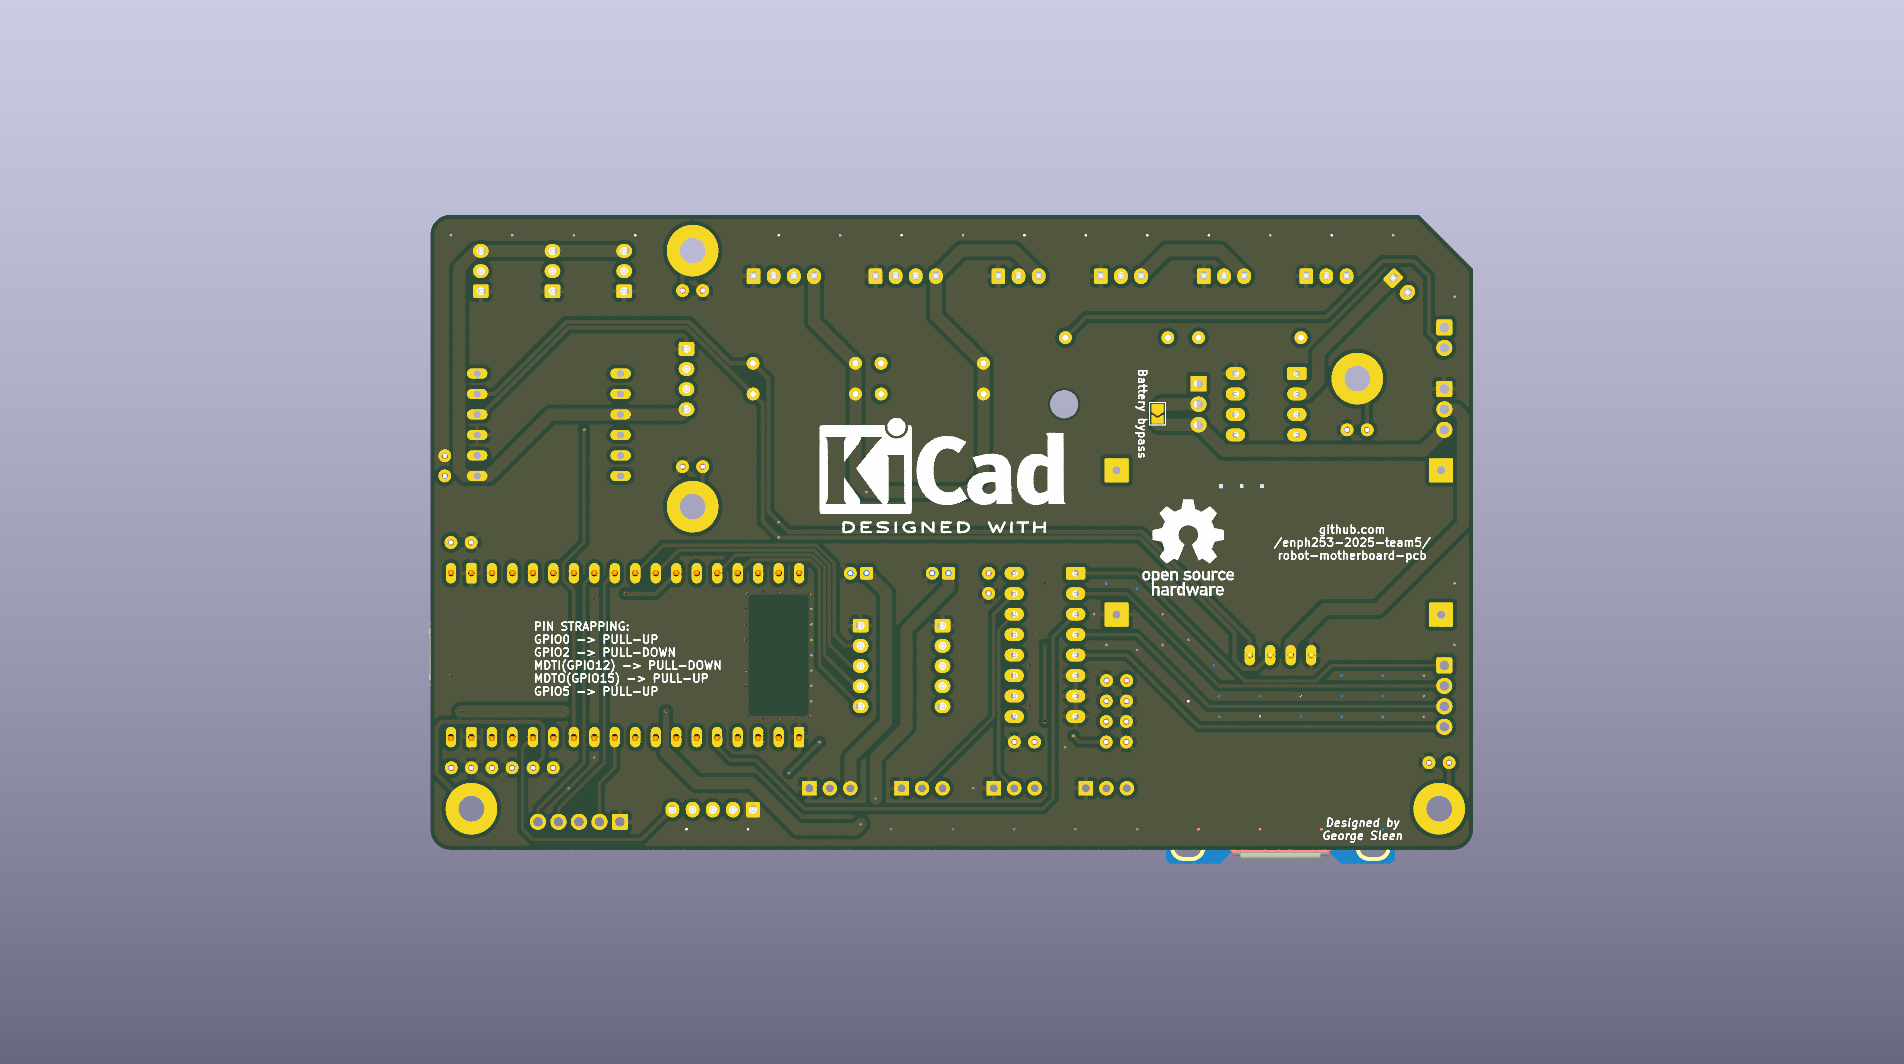 Battery bypass
KiCad
DESIGNED WITH
open source
hardware
github.com
/enph253-2025-team5/
robot-motherboard-pcb
PIN STRAPPING:
GPIO0 -> PULL-UP
GPIO2 -> PULL-DOWN
MDTI(GPIO12) -> PULL-DOWN
MDTO(GPIO15) -> PULL-UP
GPIO5 -> PULL-UP
Designed by
George Sleen